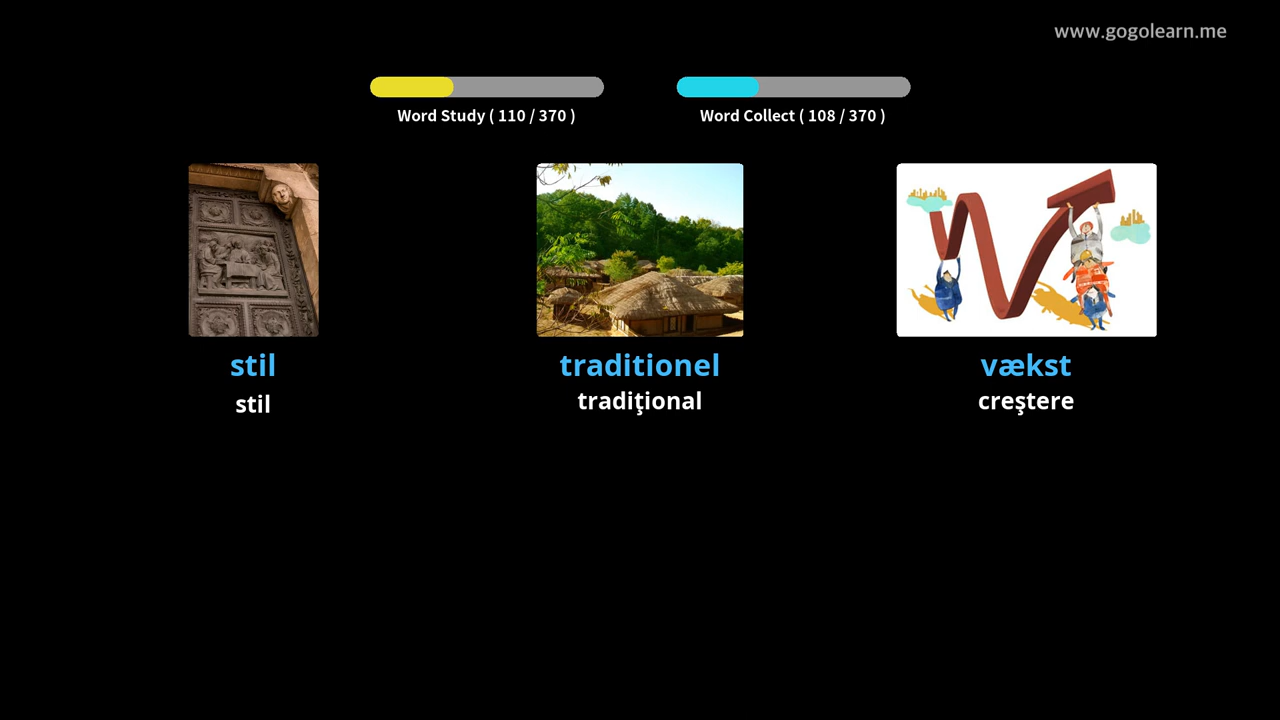 www.gogolearn.me
Word Study ( 110 / 370 )
Word Collect ( 108 / 370 )
stil
traditionel
vækst
stil
tradiţional
creştere